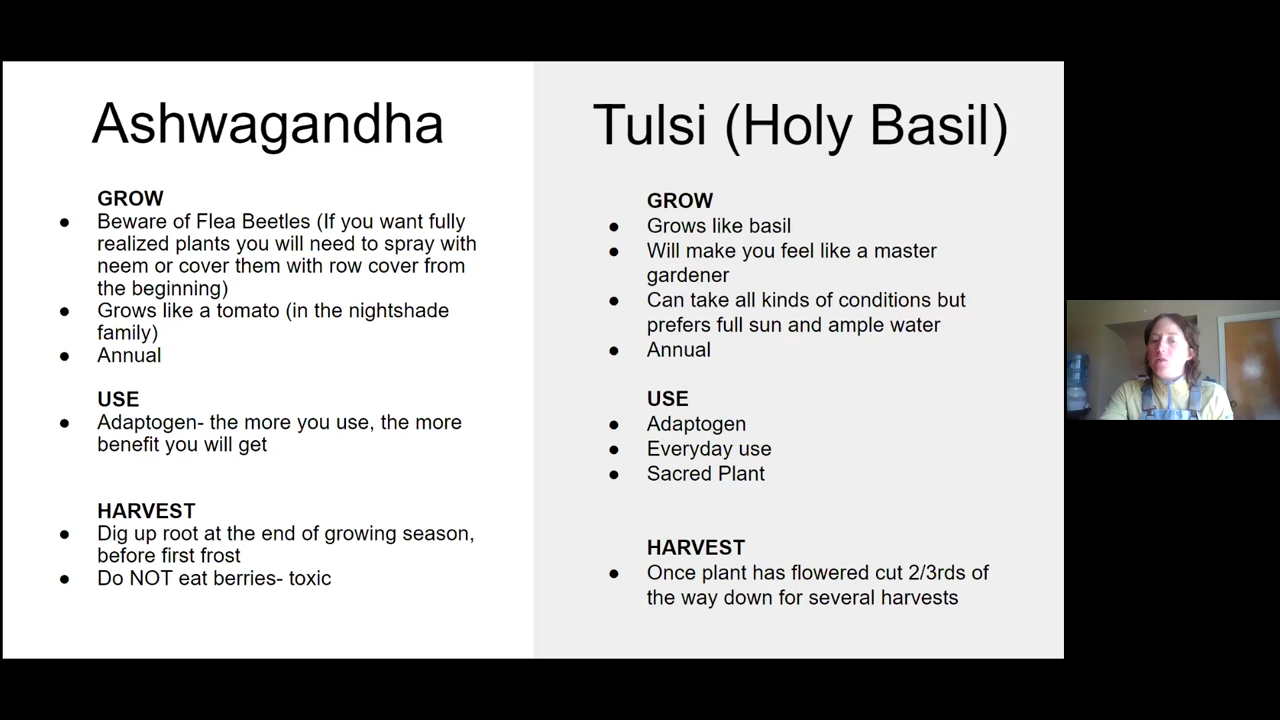 Ashwagandha
GROW
● Beware of Flea Beetles (If you want fully
realized plants you will need to spray with
neem or cover them with row cover from
the beginning)
● Grows like a tomato (in the nightshade
family)
● Annual
USE
● Adaptogen- the more you use, the more
benefit you will get
HARVEST
● Dig up root at the end of growing season,
before first frost
● Do NOT eat berries- toxic
Tulsi (Holy Basil)
GROW
● Grows like basil
● Will make you feel like a master
gardener
● Can take all kinds of conditions but
prefers full sun and ample water
● Annual
USE
● Adaptogen
● Everyday use
● Sacred Plant
HARVEST
● Once plant has flowered cut 2/3rds of
the way down for several harvests